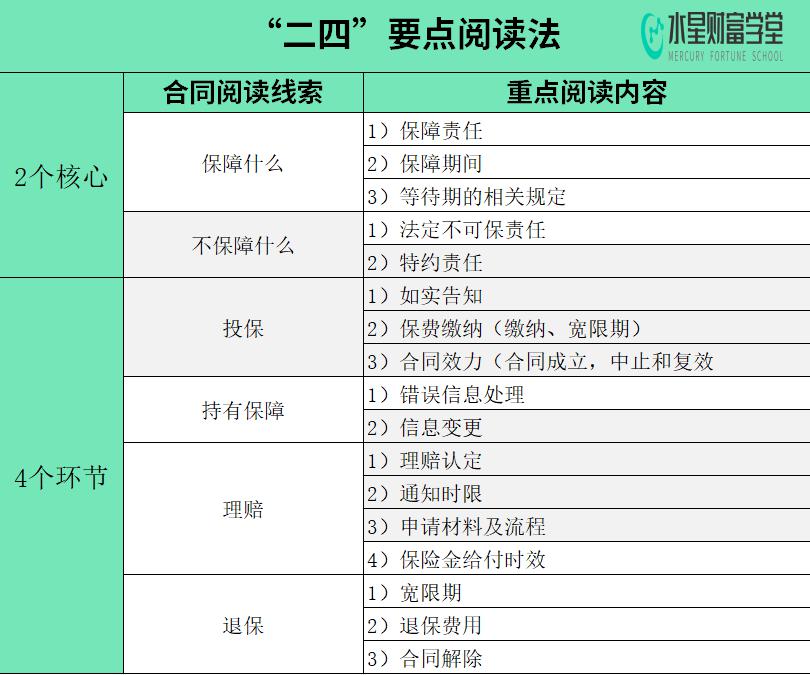 “二四”要点阅读法
水星财富学堂
MERCURY FORTUNE SCHOOL
合同阅读线索
重点阅读内容
2个核心
保障什么
1）保障责任
2）保障期间
3）等待期的相关规定
不保障什么
1）法定不可保责任
2）特约责任
4个环节
投保
1）如实告知
2）保费缴纳（缴纳、宽限期）
3）合同效力（合同成立，中止和复效
持有保障
1）错误信息处理
2）信息变更
理赔
1）理赔认定
2）通知时限
3）申请材料及流程
4）保险金给付时效
退保
1）宽限期
2）退保费用
3）合同解除